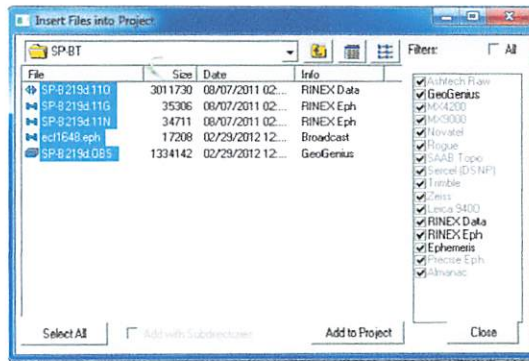 Insert Files into Project
SP-BT
Filters:
All
File Size Date Info
SP-B219d.11O 3011730 08/07/2011 02:... RINEX Data
SP-B219d.11G 35306 08/07/2011 02:... RINEX Eph
SP-B219d.11N 34711 08/07/2011 02:... RINEX Eph
ecf1648.eph 17208 02/29/2012 12:... Broadcast
SP-B219d.OBS 1334142 02/29/2012 12:... GeoGenius
Ashtech Raw
GeoGenius
MX4200
MX9000
Novatel
Rogue
SAAB Topo
Sercel (DSNP)
Trimble
Zeiss
Leica 9400
RINEX Data
RINEX Eph
Ephemeris
Precise Eph
Almanac
Select All
Add with Subdirectories
Add to Project
Close